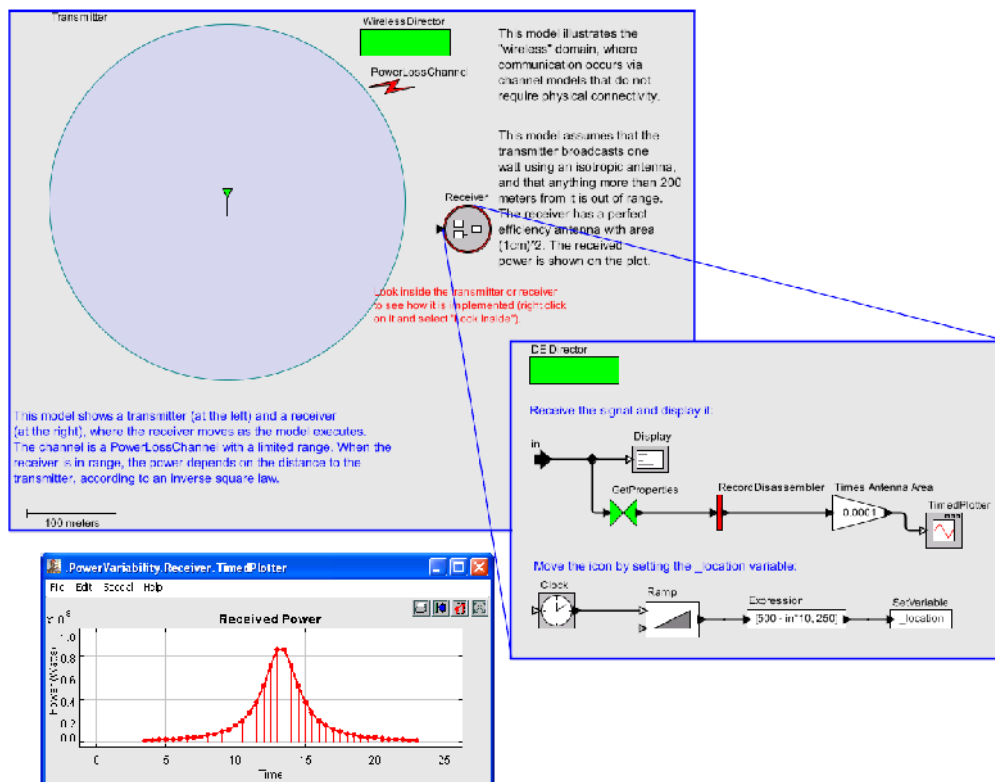 Transmitter
WirelessDirector
PowerLossChannel
This model illustrates the
"wireless" domain, where
communication occurs via
channel models that do not
require physical connectivity.
This model assumes that the
transmitter broadcasts one
watt using an isotropic antenna,
and that anything more than 200
meters from it is out of range.
The receiver has a perfect
efficiency antenna with area
(1cm)^2. The received
power is shown on the plot.
Receiver
Look inside the transmitter or receiver
to see how it is implemented (right click
on it and select "Look Inside").
This model shows a transmitter (at the left) and a receiver
(at the right), where the receiver moves as the model executes.
The channel is a PowerLossChannel with a limited range. When the
receiver is in range, the power depends on the distance to the
transmitter, according to an inverse square law.
100 meters
DE Director
Receive the signal and display it:
in
Display
GetProperties
RecordDisassembler
Times Antenna Area
0.0001
TimedPlotter
Move the icon by setting the _location variable:
Clock
Ramp
Expression
[500 - in*10, 250]
SetVariable
_location
.PowerVariability.Receiver.TimedPlotter
File Edit Special Help
Received Power
1.0
0.8
0.6
0.4
0.2
0.0
Power (Watts)
0 5 10 15 20 25
Time